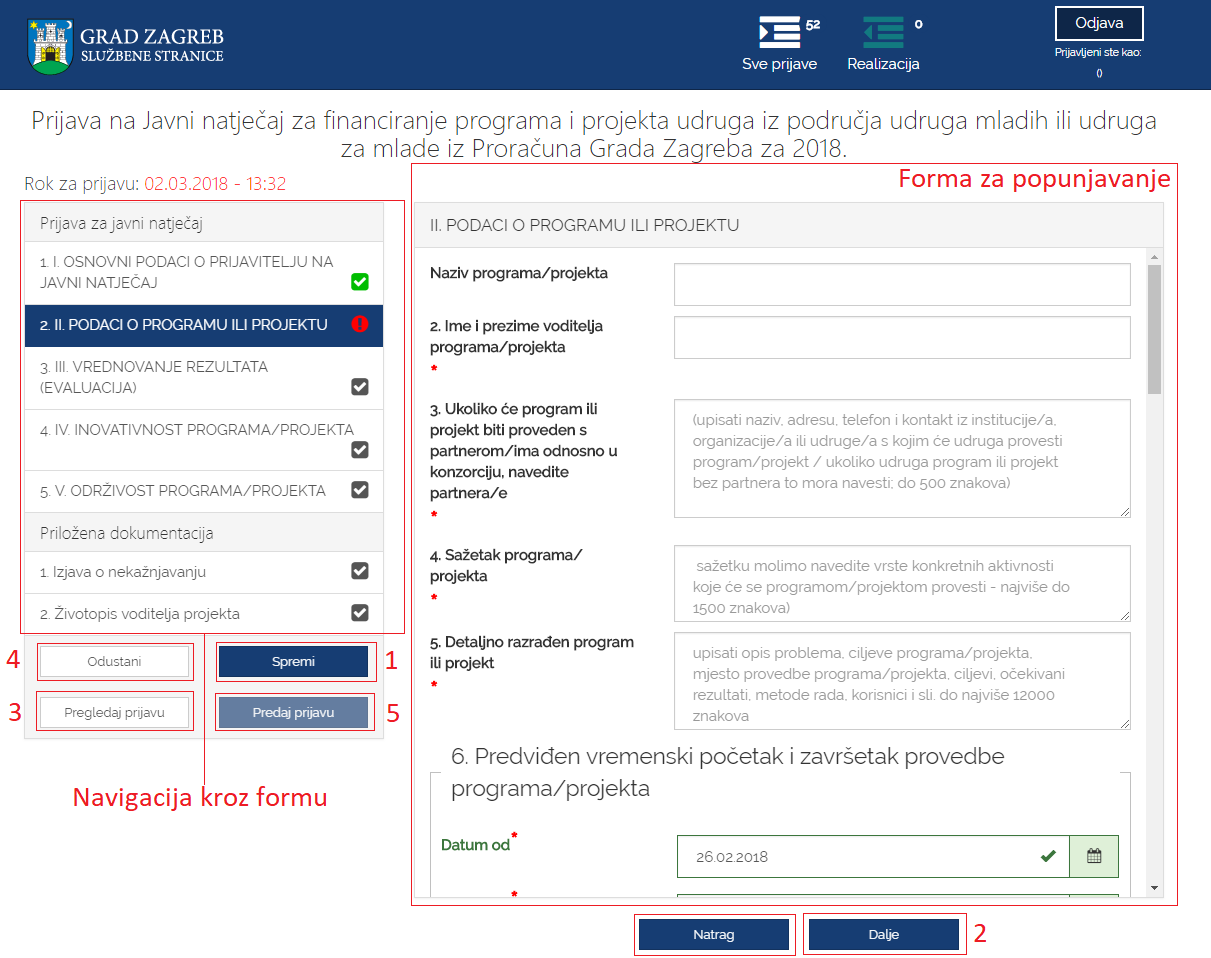 GRAD ZAGREB
SLUŽBENE STRANICE
52
Sve prijave
0
Realizacija
Odjava
Prijavljeni ste kao:
()
Prijava na Javni natječaj za financiranje programa i projekta udruga iz područja udruga mladih ili udruga
za mlade iz Proračuna Grada Zagreba za 2018.
Rok za prijavu: 02.03.2018 - 13:32
Prijava za javni natječaj
1. I. OSNOVNI PODACI O PRIJAVITELJU NA
JAVNI NATJEČAJ
2. II. PODACI O PROGRAMU ILI PROJEKTU
3. III. VREDNOVANJE REZULTATA
(EVALUACIJA)
4. IV. INOVATIVNOST PROGRAMA/PROJEKTA
5. V. ODRŽIVOST PROGRAMA/PROJEKTA
Priložena dokumentacija
1. Izjava o nekažnjavanju
2. Životopis voditelja projekta
4
Odustani
Spremi
1
3
Pregledaj prijavu
Predaj prijavu
5
Navigacija kroz formu
Forma za popunjavanje
II. PODACI O PROGRAMU ILI PROJEKTU
Naziv programa/projekta
2. Ime i prezime voditelja
programa/projekta
*
3. Ukoliko će program ili
projekt biti proveden s
partnerom/ima odnosno u
konzorciju, navedite
partnera/e
*
(upisati naziv, adresu, telefon i kontakt iz institucije/a,
organizacije/a ili udruge/a s kojim će udruga provesti
program/projekt / ukoliko udruga program ili projekt
bez partnera to mora navesti; do 500 znakova)
4. Sažetak programa/
projekta
*
sažetku molimo navedite vrste konkretnih aktivnosti
koje će se programom/projektom provesti - najviše do
1500 znakova)
5. Detaljno razrađen program
ili projekt
*
upisati opis problema, ciljeve programa/projekta,
mjesto provedbe programa/projekta, ciljevi, očekivani
rezultati, metode rada, korisnici i sli. do najviše 12000
znakova
6. Predviđen vremenski početak i završetak provedbe
programa/projekta
Datum od*
26.02.2018
*
Natrag
Dalje
2